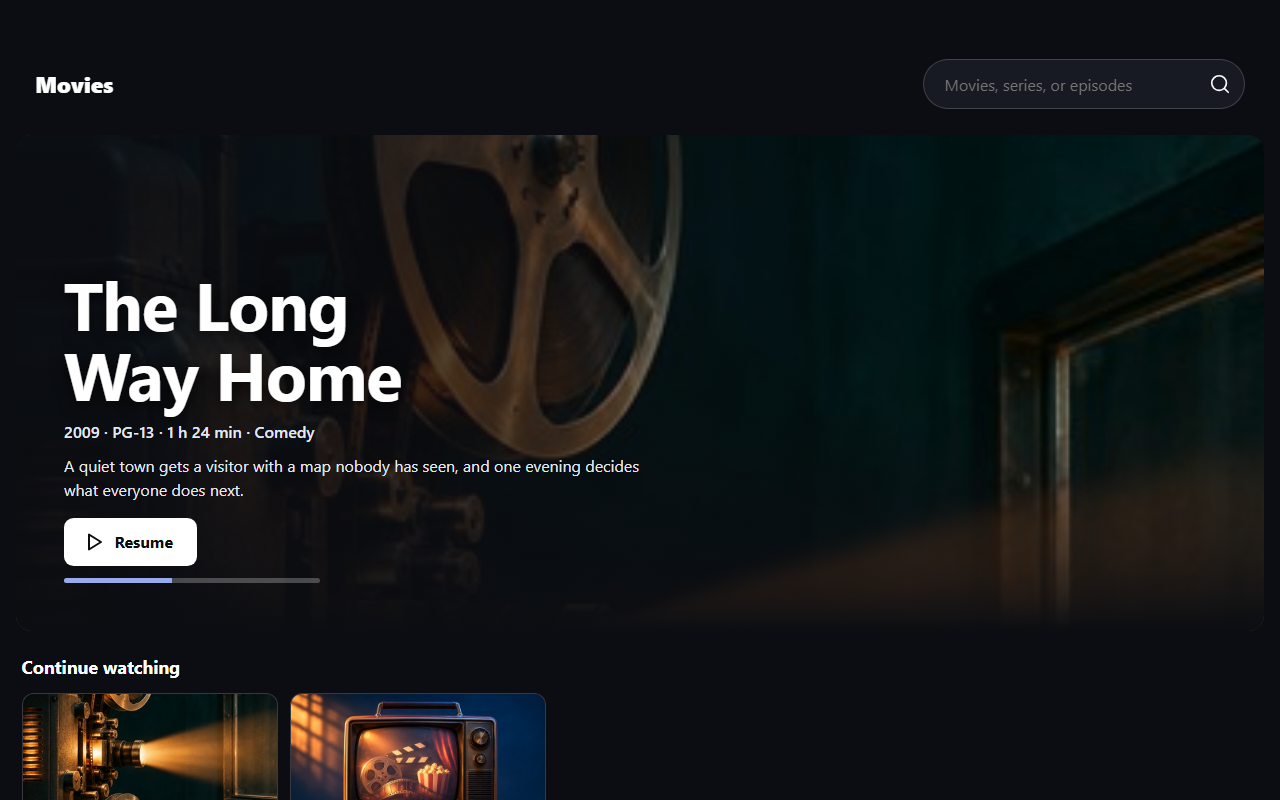 Movies
Movies, series, or episodes
The Long
Way Home
2009 · PG-13 · 1 h 24 min · Comedy
A quiet town gets a visitor with a map nobody has seen, and one evening decides
what everyone does next.
Resume
Continue watching